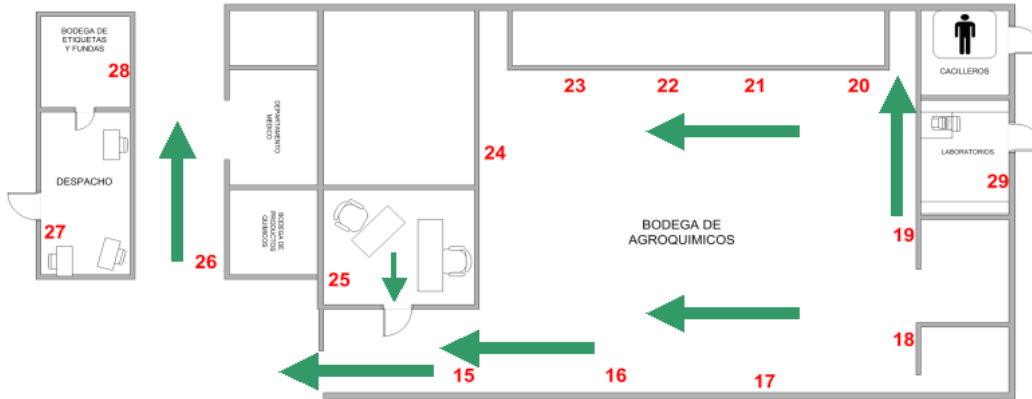 BODEGA DE
ETIQUETAS
Y FUNDAS
28
DESPACHO
27
26
DEPARTAMENTO
MEDICO
BODEGA DE
PRODUCTOS
QUIMICOS
25
24
23
22
21
20
CACILLEROS
LABORATORIOS
29
BODEGA DE
AGROQUIMICOS
19
18
15
16
17